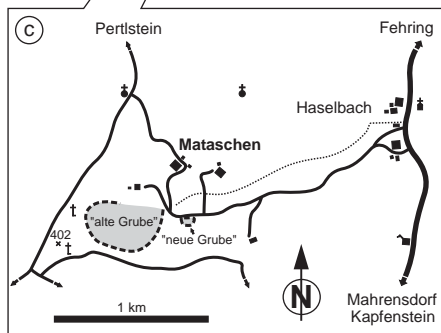 c
Pertlstein
Fehring
Haselbach
Mataschen
402
"alte Grube"
"neue Grube"
1 km
N
Mahrensdorf
Kapfenstein